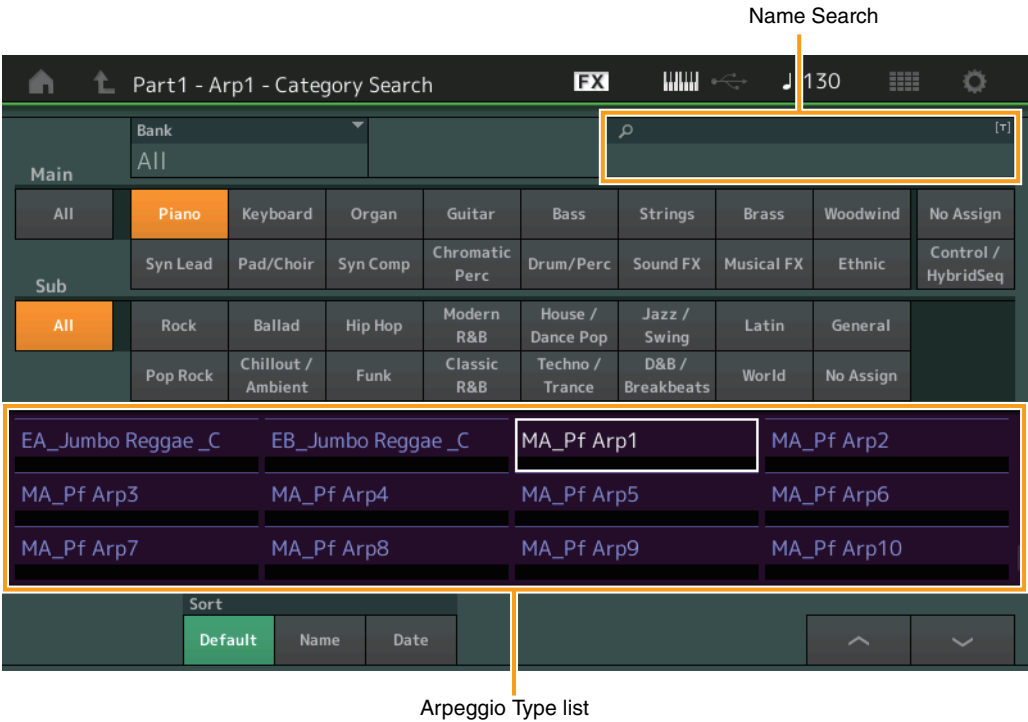 Name Search
Part1 - Arp1 - Category Search FX 130
Bank [T]
All
Main
All Piano Keyboard Organ Guitar Bass Strings Brass Woodwind No Assign
Syn Lead Pad/Choir Syn Comp Chromatic Perc Drum/Perc Sound FX Musical FX Ethnic Control / HybridSeq
Sub
All Rock Ballad Hip Hop Modern R&B House / Dance Pop Jazz / Swing Latin General
Pop Rock Chillout / Ambient Funk Classic R&B Techno / Trance D&B / Breakbeats World No Assign
EA_Jumbo Reggae _C EB_Jumbo Reggae _C MA_Pf Arp1 MA_Pf Arp2
MA_Pf Arp3 MA_Pf Arp4 MA_Pf Arp5 MA_Pf Arp6
MA_Pf Arp7 MA_Pf Arp8 MA_Pf Arp9 MA_Pf Arp10
Sort
Default Name Date
Arpeggio Type list